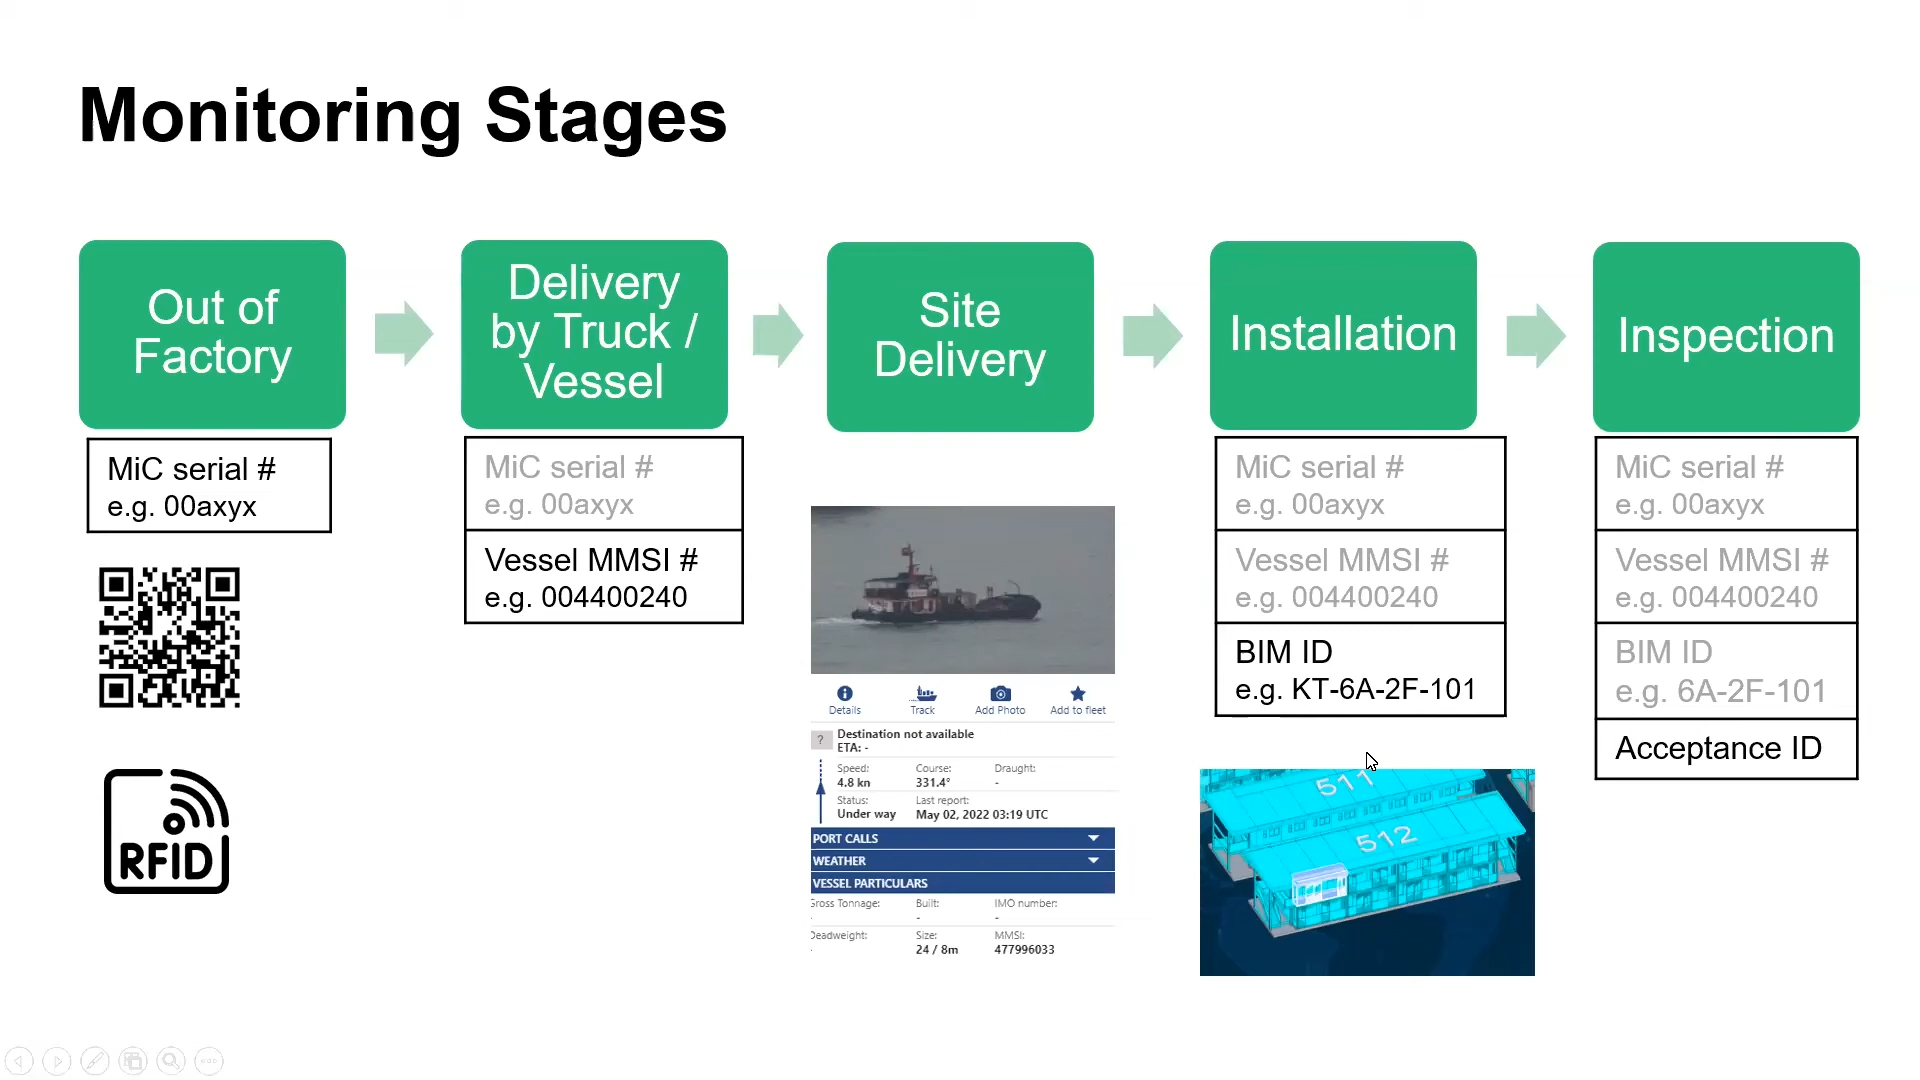 Monitoring Stages
Out of
Factory
Delivery
by Truck /
Vessel
Site
Delivery
Installation
Inspection
MiC serial #
e.g. 00axyx
RFID
MiC serial #
e.g. 00axyx
Vessel MMSI #
e.g. 004400240
Details Track Add Photo Add to fleet
? Destination not available
ETA: -
Speed: Course: Draught:
4.8 kn 331.4° -
Status: Last report:
Under way May 02, 2022 03:19 UTC
PORT CALLS
WEATHER
VESSEL PARTICULARS
Gross Tonnage: Built: IMO number:
- - -
Deadweight: Size: MMSI:
- 24 / 8m 477996033
MiC serial #
e.g. 00axyx
Vessel MMSI #
e.g. 004400240
BIM ID
e.g. KT-6A-2F-101
511
512
MiC serial #
e.g. 00axyx
Vessel MMSI #
e.g. 004400240
BIM ID
e.g. 6A-2F-101
Acceptance ID